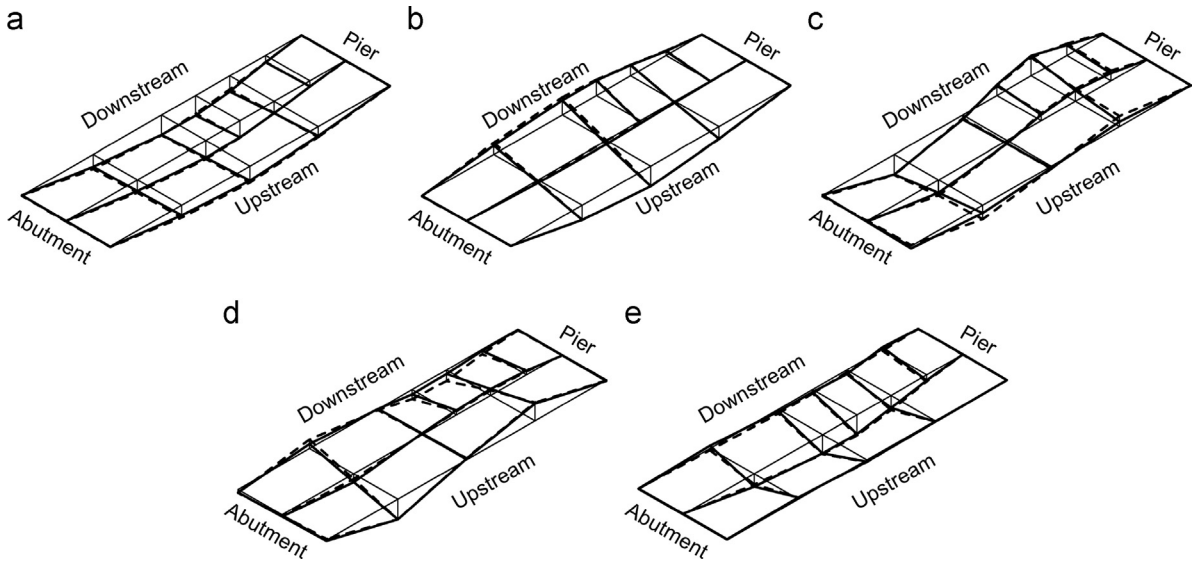 a
Downstream
Pier
Abutment
Upstream
b
Downstream
Pier
Abutment
Upstream
c
Downstream
Pier
Abutment
Upstream
d
Downstream
Pier
Abutment
Upstream
e
Downstream
Pier
Abutment
Upstream